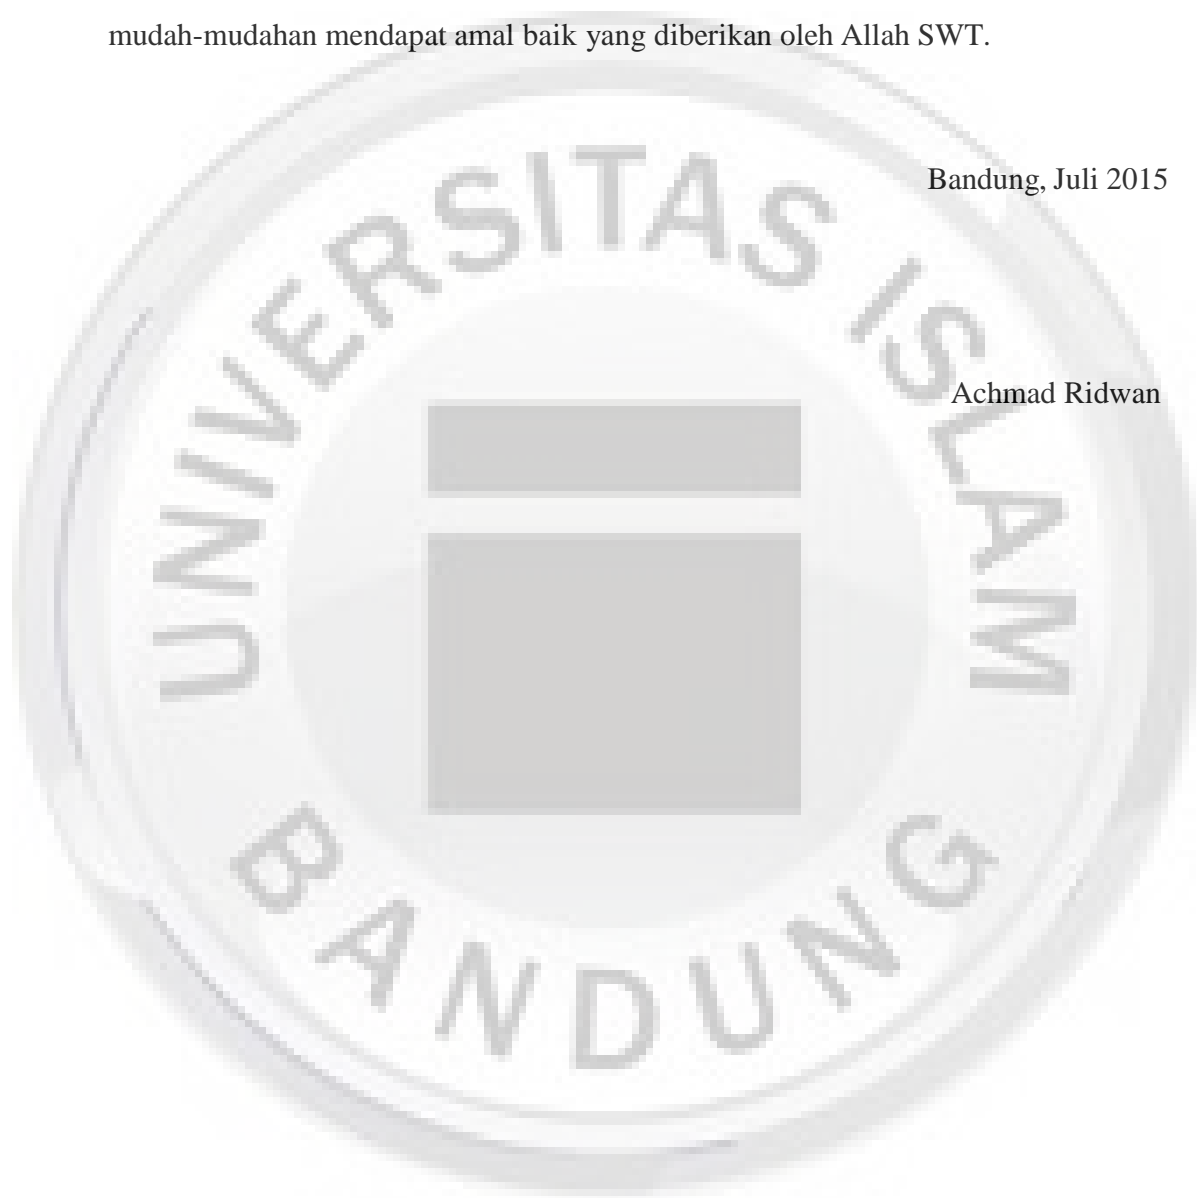 mudah-mudahan mendapat amal baik yang diberikan oleh Allah SWT.
Bandung, Juli 2015
Achmad Ridwan
UNIVERSITAS ISLAM
BANDUNG